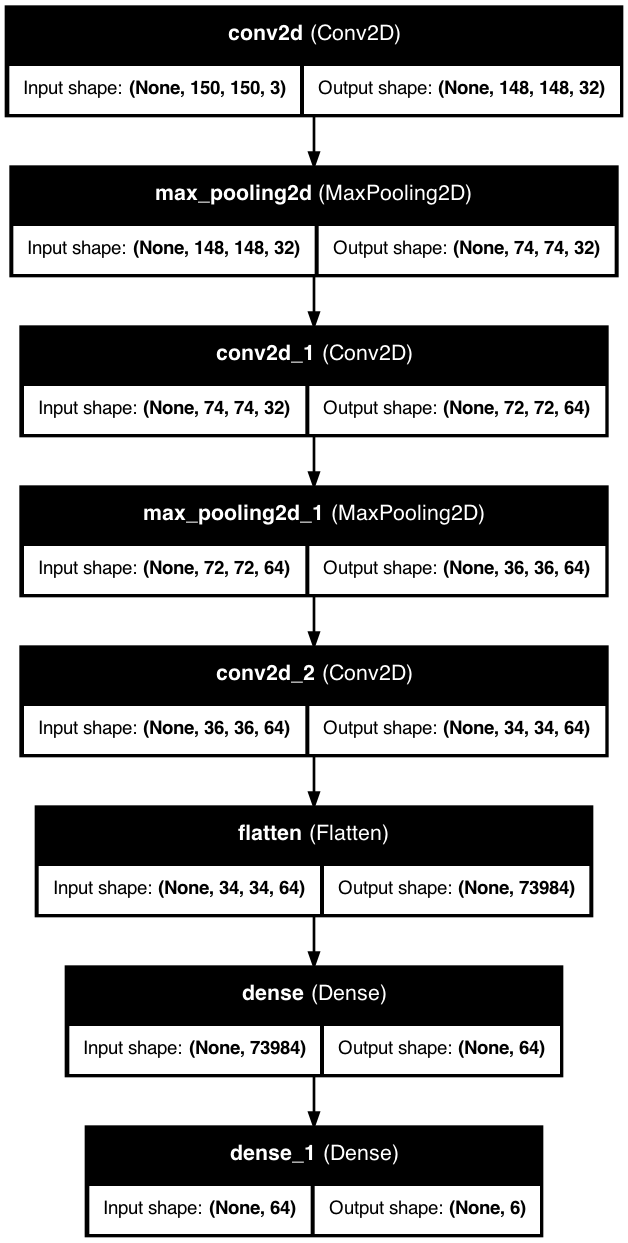 conv2d (Conv2D)
Input shape: (None, 150, 150, 3) Output shape: (None, 148, 148, 32)
max_pooling2d (MaxPooling2D)
Input shape: (None, 148, 148, 32) Output shape: (None, 74, 74, 32)
conv2d_1 (Conv2D)
Input shape: (None, 74, 74, 32) Output shape: (None, 72, 72, 64)
max_pooling2d_1 (MaxPooling2D)
Input shape: (None, 72, 72, 64) Output shape: (None, 36, 36, 64)
conv2d_2 (Conv2D)
Input shape: (None, 36, 36, 64) Output shape: (None, 34, 34, 64)
flatten (Flatten)
Input shape: (None, 34, 34, 64) Output shape: (None, 73984)
dense (Dense)
Input shape: (None, 73984) Output shape: (None, 64)
dense_1 (Dense)
Input shape: (None, 64) Output shape: (None, 6)